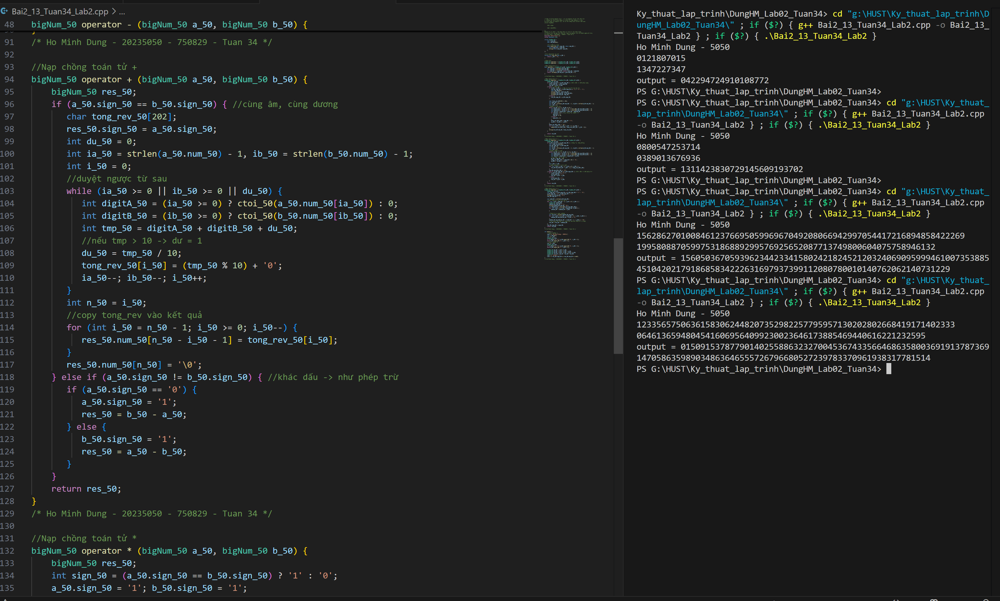 Bai2_13_Tuan34_Lab2.cpp > ...
48 bigNum_50 operator - (bigNum_50 a_50, bigNum_50 b_50) {
91 /* Ho Minh Dung - 20235050 - 750829 - Tuan 34 */
92
93 //Nạp chồng toán tử +
94 bigNum_50 operator + (bigNum_50 a_50, bigNum_50 b_50) {
95 bigNum_50 res_50;
96 if (a_50.sign_50 == b_50.sign_50) { //cùng âm, cùng dương
97 char tong_rev_50[202];
98 res_50.sign_50 = a_50.sign_50;
99 int du_50 = 0;
100 int ia_50 = strlen(a_50.num_50) - 1, ib_50 = strlen(b_50.num_50) - 1;
101 int i_50 = 0;
102 //duyệt ngược từ sau
103 while (ia_50 >= 0 || ib_50 >= 0 || du_50) {
104 int digitA_50 = (ia_50 >= 0) ? ctoi_50(a_50.num_50[ia_50]) : 0;
105 int digitB_50 = (ib_50 >= 0) ? ctoi_50(b_50.num_50[ib_50]) : 0;
106 int tmp_50 = digitA_50 + digitB_50 + du_50;
107 //nếu tmp > 10 -> dư = 1
108 du_50 = tmp_50 / 10;
109 tong_rev_50[i_50] = (tmp_50 % 10) + '0';
110 ia_50--; ib_50--; i_50++;
111 }
112 int n_50 = i_50;
113 //copy tong_rev vào kết quả
114 for (int i_50 = n_50 - 1; i_50 >= 0; i_50--) {
115 res_50.num_50[n_50 - i_50 - 1] = tong_rev_50[i_50];
116 }
117 res_50.num_50[n_50] = '\0';
118 } else if (a_50.sign_50 != b_50.sign_50) { //khác dấu -> như phép trừ
119 if (a_50.sign_50 == '0') {
120 a_50.sign_50 = '1';
121 res_50 = b_50 - a_50;
122 } else {
123 b_50.sign_50 = '1';
124 res_50 = a_50 - b_50;
125 }
126 }
127 return res_50;
128 }
129 /* Ho Minh Dung - 20235050 - 750829 - Tuan 34 */
130
131 //Nạp chồng toán tử *
132 bigNum_50 operator * (bigNum_50 a_50, bigNum_50 b_50) {
133 bigNum_50 res_50;
134 int sign_50 = (a_50.sign_50 == b_50.sign_50) ? '1' : '0';
135 a_50.sign_50 = '1'; b_50.sign_50 = '1';
Ky_thuat_lap_trinh\DungHM_Lab02_Tuan34> cd "g:\HUST\Ky_thuat_lap_trinh\D
ungHM_Lab02_Tuan34\" ; if ($?) { g++ Bai2_13_Tuan34_Lab2.cpp -o Bai2_13_
Tuan34_Lab2 } ; if ($?) { .\Bai2_13_Tuan34_Lab2 }
Ho Minh Dung - 5050
0121807015
1347227347
output = 042294724910108772
PS G:\HUST\Ky_thuat_lap_trinh\DungHM_Lab02_Tuan34>
PS G:\HUST\Ky_thuat_lap_trinh\DungHM_Lab02_Tuan34> cd "g:\HUST\Ky_thuat_
lap_trinh\DungHM_Lab02_Tuan34\" ; if ($?) { g++ Bai2_13_Tuan34_Lab2.cpp
-o Bai2_13_Tuan34_Lab2 } ; if ($?) { .\Bai2_13_Tuan34_Lab2 }
Ho Minh Dung - 5050
0800547253714
0389013676936
output = 1311423830729145609193702
PS G:\HUST\Ky_thuat_lap_trinh\DungHM_Lab02_Tuan34>
PS G:\HUST\Ky_thuat_lap_trinh\DungHM_Lab02_Tuan34> cd "g:\HUST\Ky_thuat_
lap_trinh\DungHM_Lab02_Tuan34\" ; if ($?) { g++ Bai2_13_Tuan34_Lab2.cpp
-o Bai2_13_Tuan34_Lab2 } ; if ($?) { .\Bai2_13_Tuan34_Lab2 }
Ho Minh Dung - 5050
1562862701008461237669505996967049208066942997054417216894858422269
1995808870599753186889299576925652087713749800604075758946132
output = 156050367059396234423341580242182452120324069095999461007353885
4510420217918685834222631697937399112080780010140762062140731229
PS G:\HUST\Ky_thuat_lap_trinh\DungHM_Lab02_Tuan34> cd "g:\HUST\Ky_thuat_
lap_trinh\DungHM_Lab02_Tuan34\" ; if ($?) { g++ Bai2_13_Tuan34_Lab2.cpp
-o Bai2_13_Tuan34_Lab2 } ; if ($?) { .\Bai2_13_Tuan34_Lab2 }
Ho Minh Dung - 5050
12335657506361583062448207352982257795957130202802668419171402333
06461365948045416069564099230023646173885469440616221232595
output = 015091537877901402558863232700453674335664686358003691913787369
147058635989034863646555726796680527239783370961938317781514
PS G:\HUST\Ky_thuat_lap_trinh\DungHM_Lab02_Tuan34>